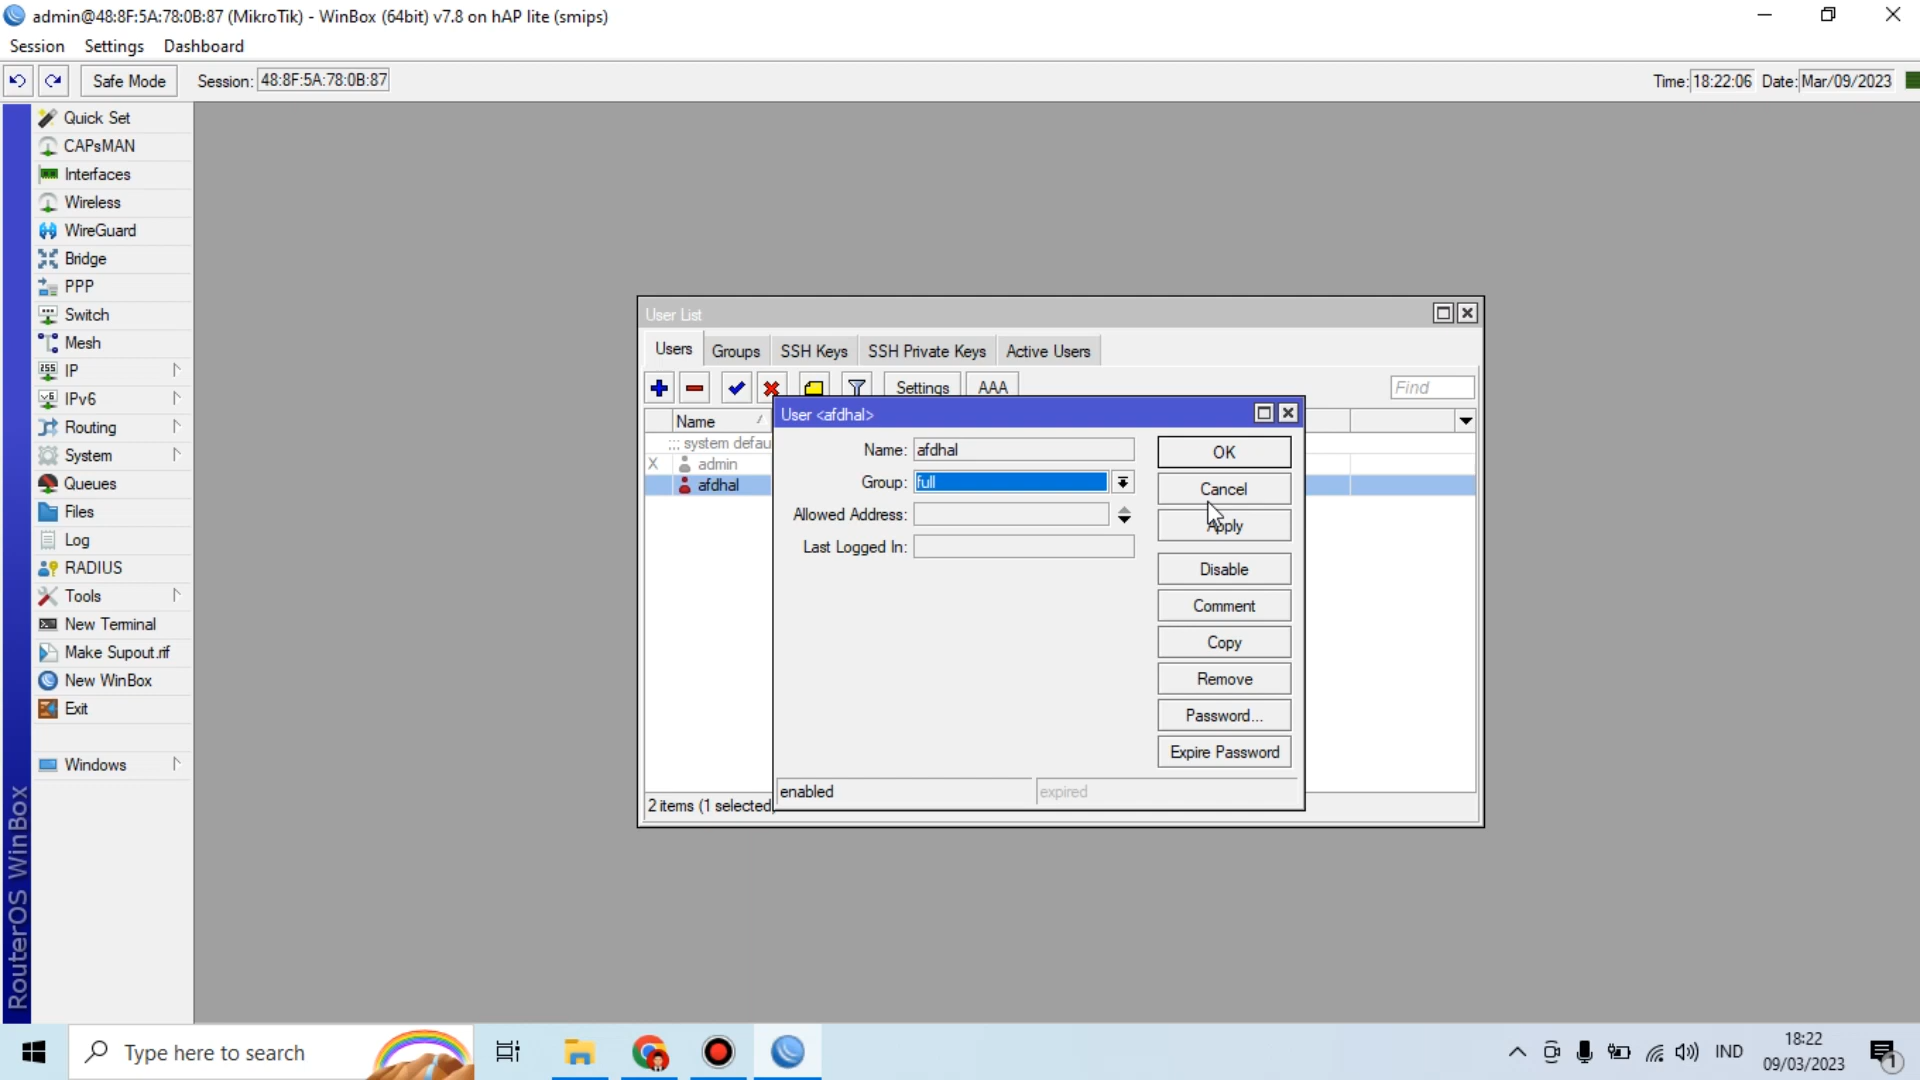 admin@48:8F:5A:78:0B:87 (MikroTik) - WinBox (64bit) v7.8 on hAP lite (smips)
Session Settings Dashboard
Safe Mode Session: 48:8F:5A:78:0B:87 Time: 18:22:06 Date: Mar/09/2023
Quick Set
CAPsMAN
Interfaces
Wireless
WireGuard
Bridge
PPP
Switch
Mesh
IP
IPv6
Routing
System
Queues
Files
Log
RADIUS
Tools
New Terminal
Make Supout.rif
New WinBox
Exit
Windows
RouterOS WinBox
User List
Users Groups SSH Keys SSH Private Keys Active Users
Settings AAA Find
Name
;;; system defau
X admin
afdhal
2 items (1 selected)
User <afdhal>
Name: afdhal
Group: full
Allowed Address:
Last Logged In:
OK
Cancel
Apply
Disable
Comment
Copy
Remove
Password...
Expire Password
enabled expired
Type here to search
IND
18:22
09/03/2023
1